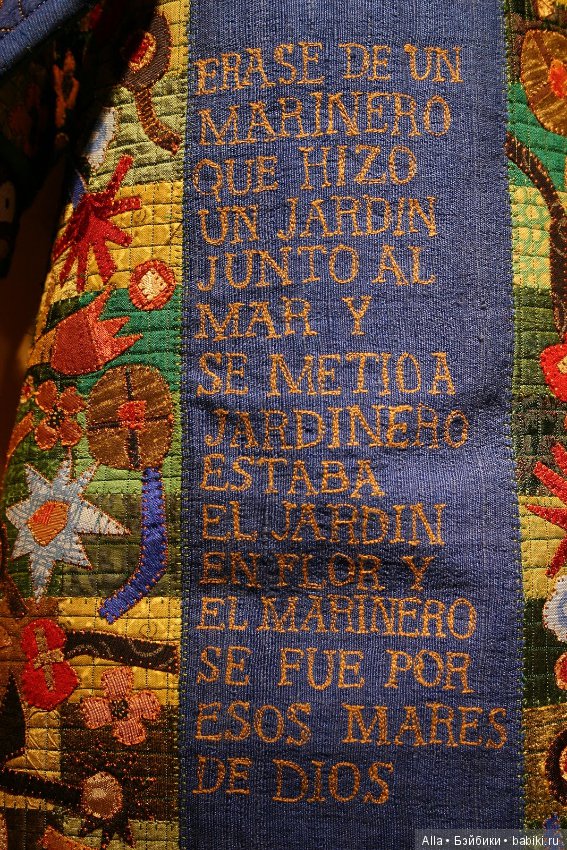 ERASE DE UN
MARINERO
QUE HIZO
UN JARDIN
JUNTO AL
MAR Y
SE METIO A
JARDINERO
ESTABA
EL JARDIN
EN FLOR Y
EL MARINERO
SE FUE POR
ESOS MARES
DE DIOS
Alla • Бэйбики • babiki.ru